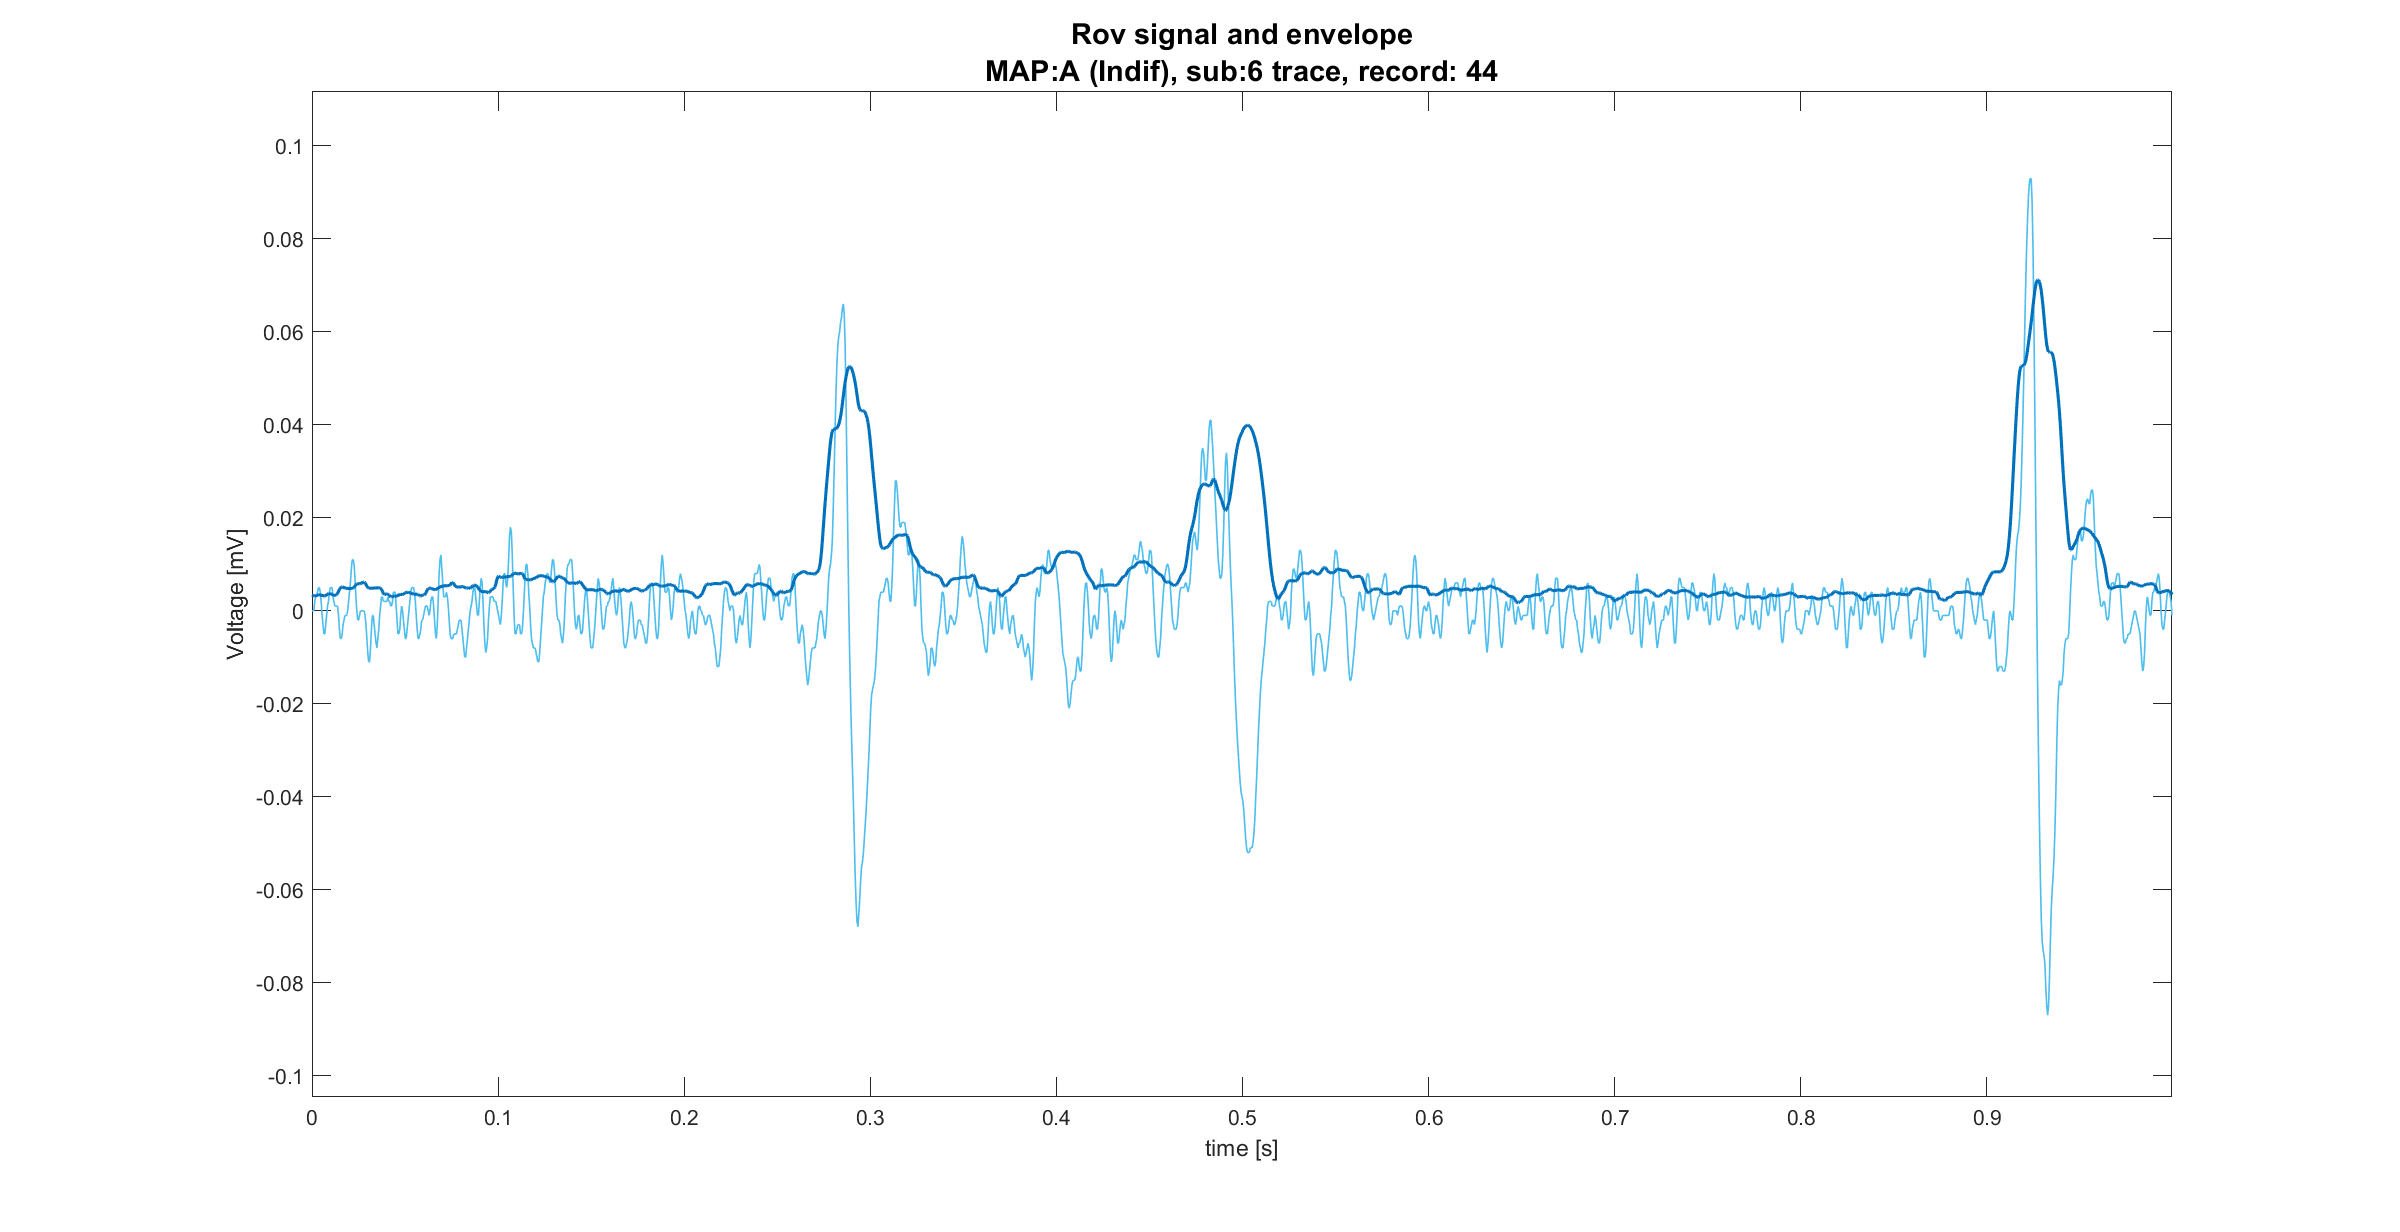 Rov signal and envelope
MAP:A (Indif), sub:6 trace, record: 44
Voltage [mV]
0.1
0.08
0.06
0.04
0.02
0
-0.02
-0.04
-0.06
-0.08
-0.1
0 0.1 0.2 0.3 0.4 0.5 0.6 0.7 0.8 0.9
time [s]